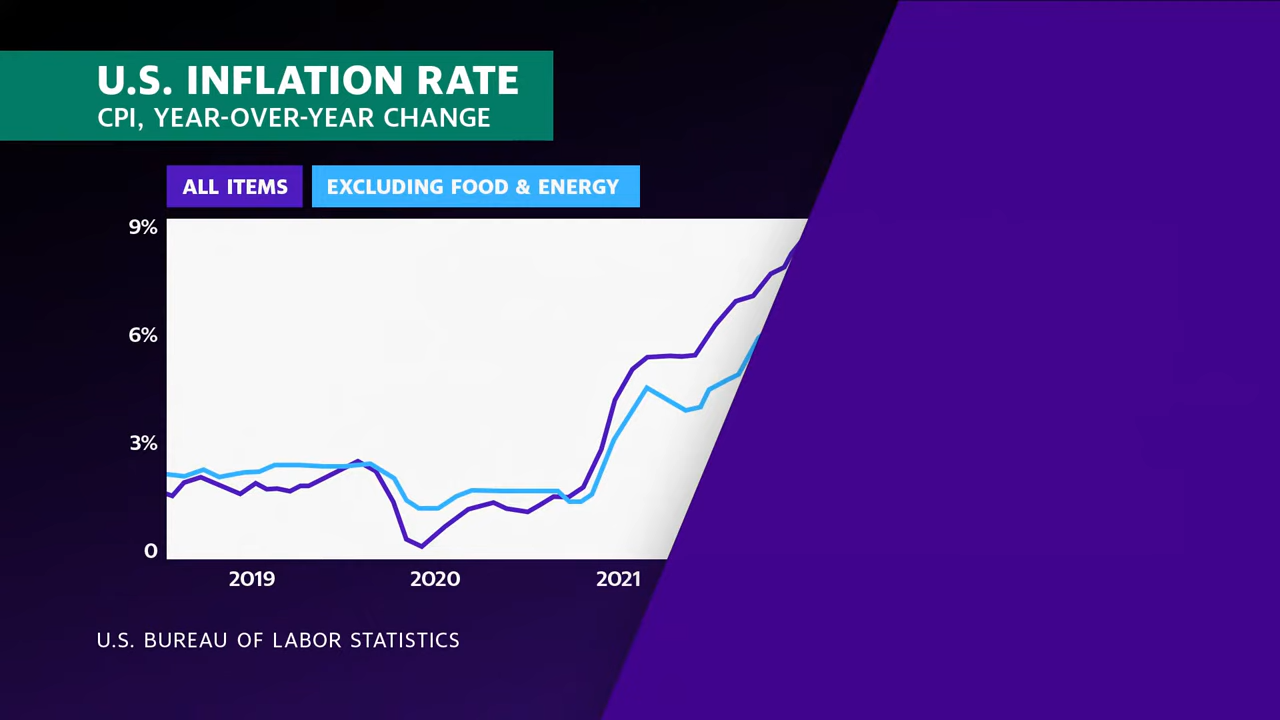 U.S. INFLATION RATE
CPI, YEAR-OVER-YEAR CHANGE
ALL ITEMS
EXCLUDING FOOD & ENERGY
9%
6%
3%
0
2019
2020
2021
U.S. BUREAU OF LABOR STATISTICS